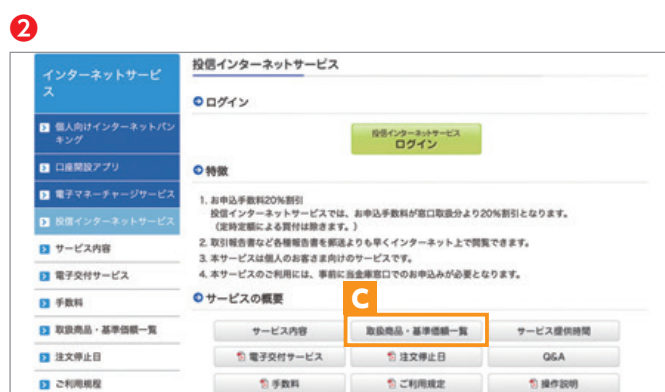 2
インターネットサービ
ス
個人向けインターネットバン
キング
口座開設アプリ
電子マネーチャージサービス
投信インターネットサービス
サービス内容
電子交付サービス
手数料
取扱商品・基準価額一覧
注文停止日
ご利用規程
投信インターネットサービス
ログイン
投信インターネットサービス
ログイン
特徴
1. お申込手数料20%割引
投信インターネットサービスでは、お申込手数料が窓口取扱分より20%割引となります。
（定時定額による買付は除きます。）
2. 取引報告書など各種報告書を郵送よりも早くインターネット上で閲覧できます。
3. 本サービスは個人のお客さま向けのサービスです。
4. 本サービスのご利用には、事前に当金庫窓口でのお申込みが必要となります。
サービスの概要
C
サービス内容 取扱商品・基準価額一覧 サービス提供時間
電子交付サービス 注文停止日 Q&A
手数料 ご利用規定 操作説明